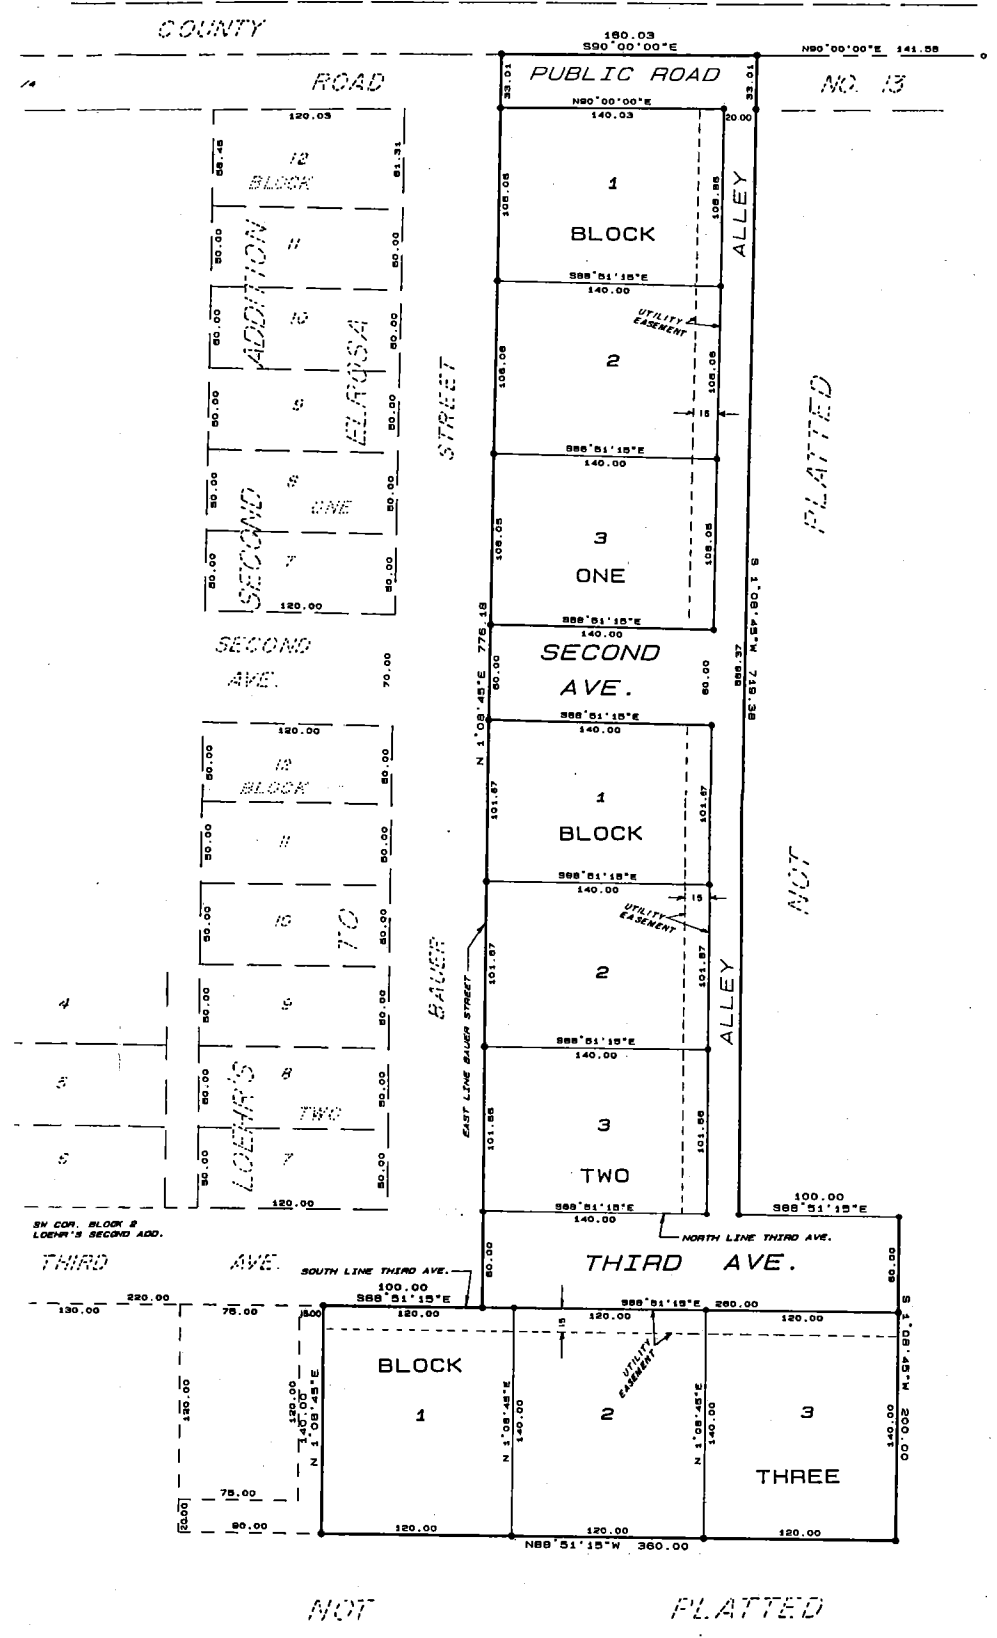 COUNTY
160.03
S90°00'00"E
N90°00'00"E 141.58
ROAD
33.01
PUBLIC ROAD
33.01
NO. 13
N90°00'00"E
120.03
140.03
20.00
12
BLOCK
61.31
1
BLOCK
ALLEY
11
50.00
50.00
S88°51'15"E
140.00
SECOND
ADDITION
10
50.00
50.00
ELROSA
UTILITY
EASEMENT
2
STREET
9
50.00
50.00
15
PLATTED
S88°51'15"E
140.00
8
ONE
50.00
50.00
3
ONE
7
50.00
50.00
120.00
S88°51'15"E
140.00
SECOND
AVE.
70.00
N 1°08'45"E 776.18
60.00
SECOND
AVE.
60.00
S 1°08'45"W 719.38
120.00
S88°51'15"E
140.00
12
BLOCK
50.00
50.00
101.67
1
BLOCK
101.67
11
50.00
50.00
S88°51'15"E
140.00
NOT
10
TO
50.00
50.00
15
UTILITY
EASEMENT
BAUER
EAST LINE BAUER STREET
101.67
2
101.67
ALLEY
4
9
50.00
50.00
S88°51'15"E
140.00
5
8
TWO
50.00
50.00
LOEHR'S
3
TWO
6
7
50.00
50.00
120.00
S88°51'15"E
140.00
100.00
S88°51'15"E
SW COR. BLOCK 2
LOEHR'S SECOND ADD.
NORTH LINE THIRD AVE.
THIRD
AVE.
SOUTH LINE THIRD AVE.
60.00
THIRD AVE.
60.00
220.00
100.00
S88°51'15"E
S88°51'15"E 260.00
130.00
75.00
15.00
120.00
15
120.00
120.00
BLOCK
UTILITY
EASEMENT
120.00
120.00
140.00
N 1°08'45"E
1
N 1°08'45"E
140.00
2
N 1°08'45"E
140.00
3
140.00
S 1°08'45"W 200.00
THREE
75.00
20.00
90.00
120.00
120.00
120.00
N88°51'15"W 360.00
NOT
PLATTED